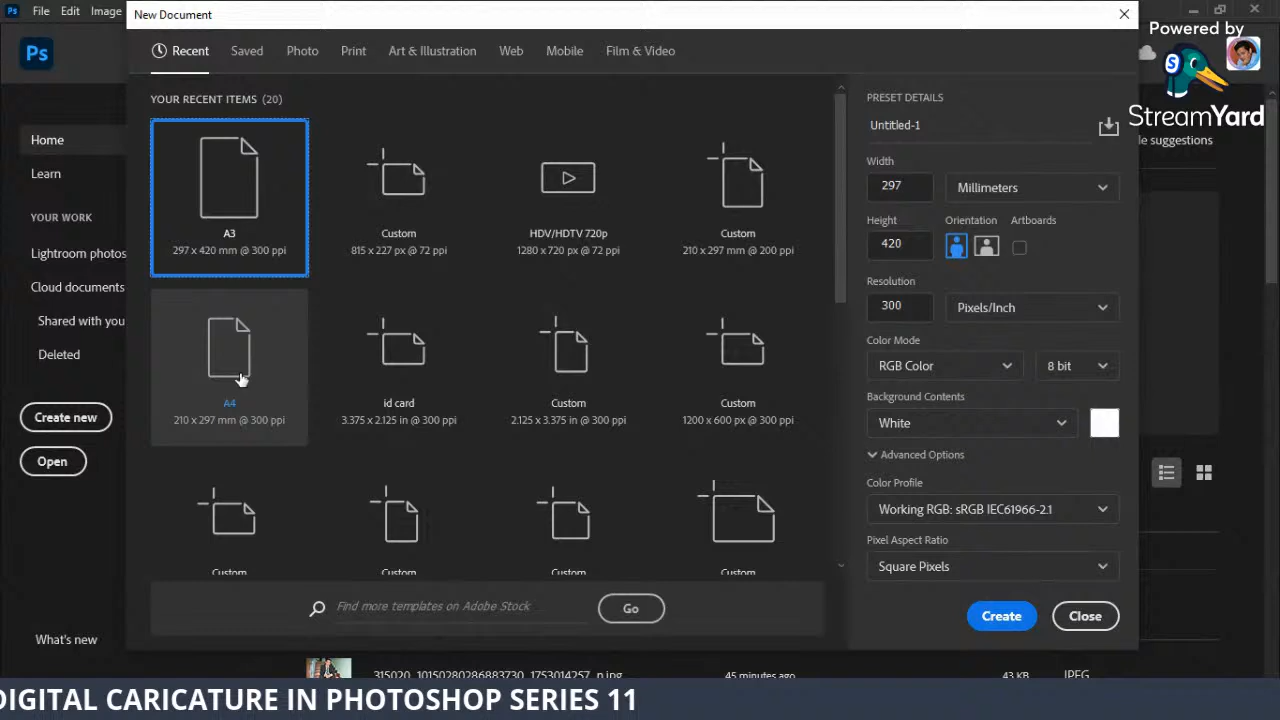 Ps File Edit Image
New Document
Powered by
StreamYard
Ps
Recent Saved Photo Print Art & Illustration Web Mobile Film & Video
YOUR RECENT ITEMS (20)
A3
297 x 420 mm @ 300 ppi
Custom
815 x 227 px @ 72 ppi
HDV/HDTV 720p
1280 x 720 px @ 72 ppi
Custom
210 x 297 mm @ 200 ppi
A4
210 x 297 mm @ 300 ppi
id card
3.375 x 2.125 in @ 300 ppi
Custom
2.125 x 3.375 in @ 300 ppi
Custom
1200 x 600 px @ 300 ppi
Custom
Custom
Custom
Custom
Find more templates on Adobe Stock
Go
PRESET DETAILS
Untitled-1
Width
297 Millimeters
Height Orientation Artboards
420
Resolution
300 Pixels/Inch
Color Mode
RGB Color 8 bit
Background Contents
White
Advanced Options
Color Profile
Working RGB: sRGB IEC61966-2.1
Pixel Aspect Ratio
Square Pixels
Create Close
Home
Learn
YOUR WORK
Lightroom photos
Cloud documents
Shared with you
Deleted
Create new
Open
What's new
suggestions
315020_10150280286883730_1753014257_n.jpg 45 minutes ago 43 KB JPEG
DIGITAL CARICATURE IN PHOTOSHOP SERIES 11